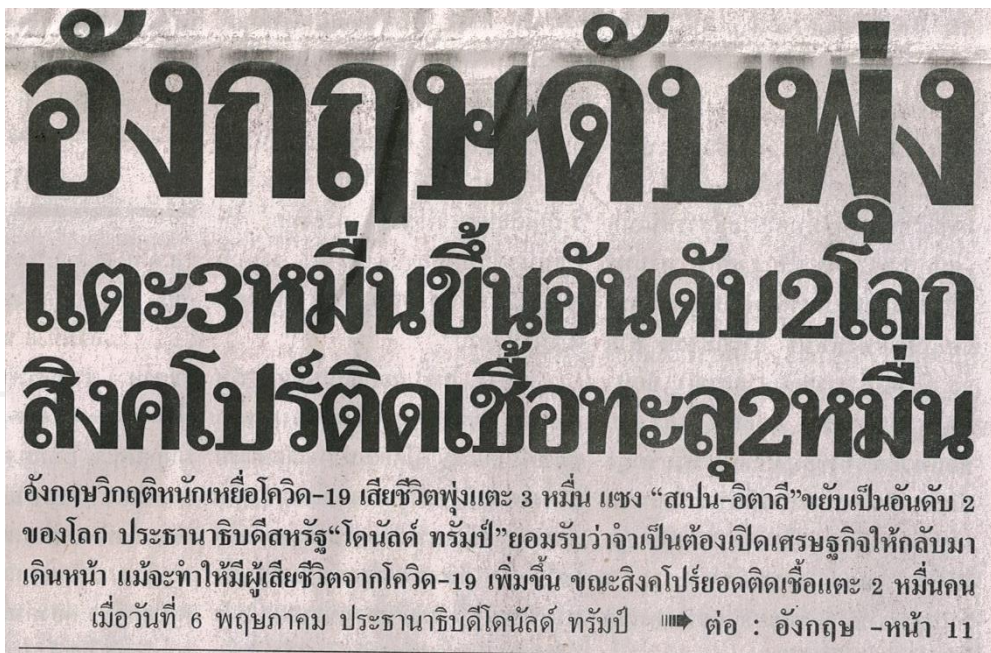 อังกฤษดับพุ่ง
แตะ3หมื่นขึ้นอันดับ2โลก
สิงคโปร์ติดเชื้อทะลุ2หมื่น
อังกฤษวิกฤติหนักเหยื่อโควิด-19 เสียชีวิตพุ่งแตะ 3 หมื่น แซง “สเปน-อิตาลี”ขยับเป็นอันดับ 2
ของโลก ประธานาธิบดีสหรัฐ“โดนัลด์ ทรัมป์”ยอมรับว่าจำเป็นต้องเปิดเศรษฐกิจให้กลับมา
เดินหน้า แม้จะทำให้มีผู้เสียชีวิตจากโควิด-19 เพิ่มขึ้น ขณะสิงคโปร์ยอดติดเชื้อแตะ 2 หมื่นคน
เมื่อวันที่ 6 พฤษภาคม ประธานาธิบดีโดนัลด์ ทรัมป์ ➠ ต่อ : อังกฤษ -หน้า 11